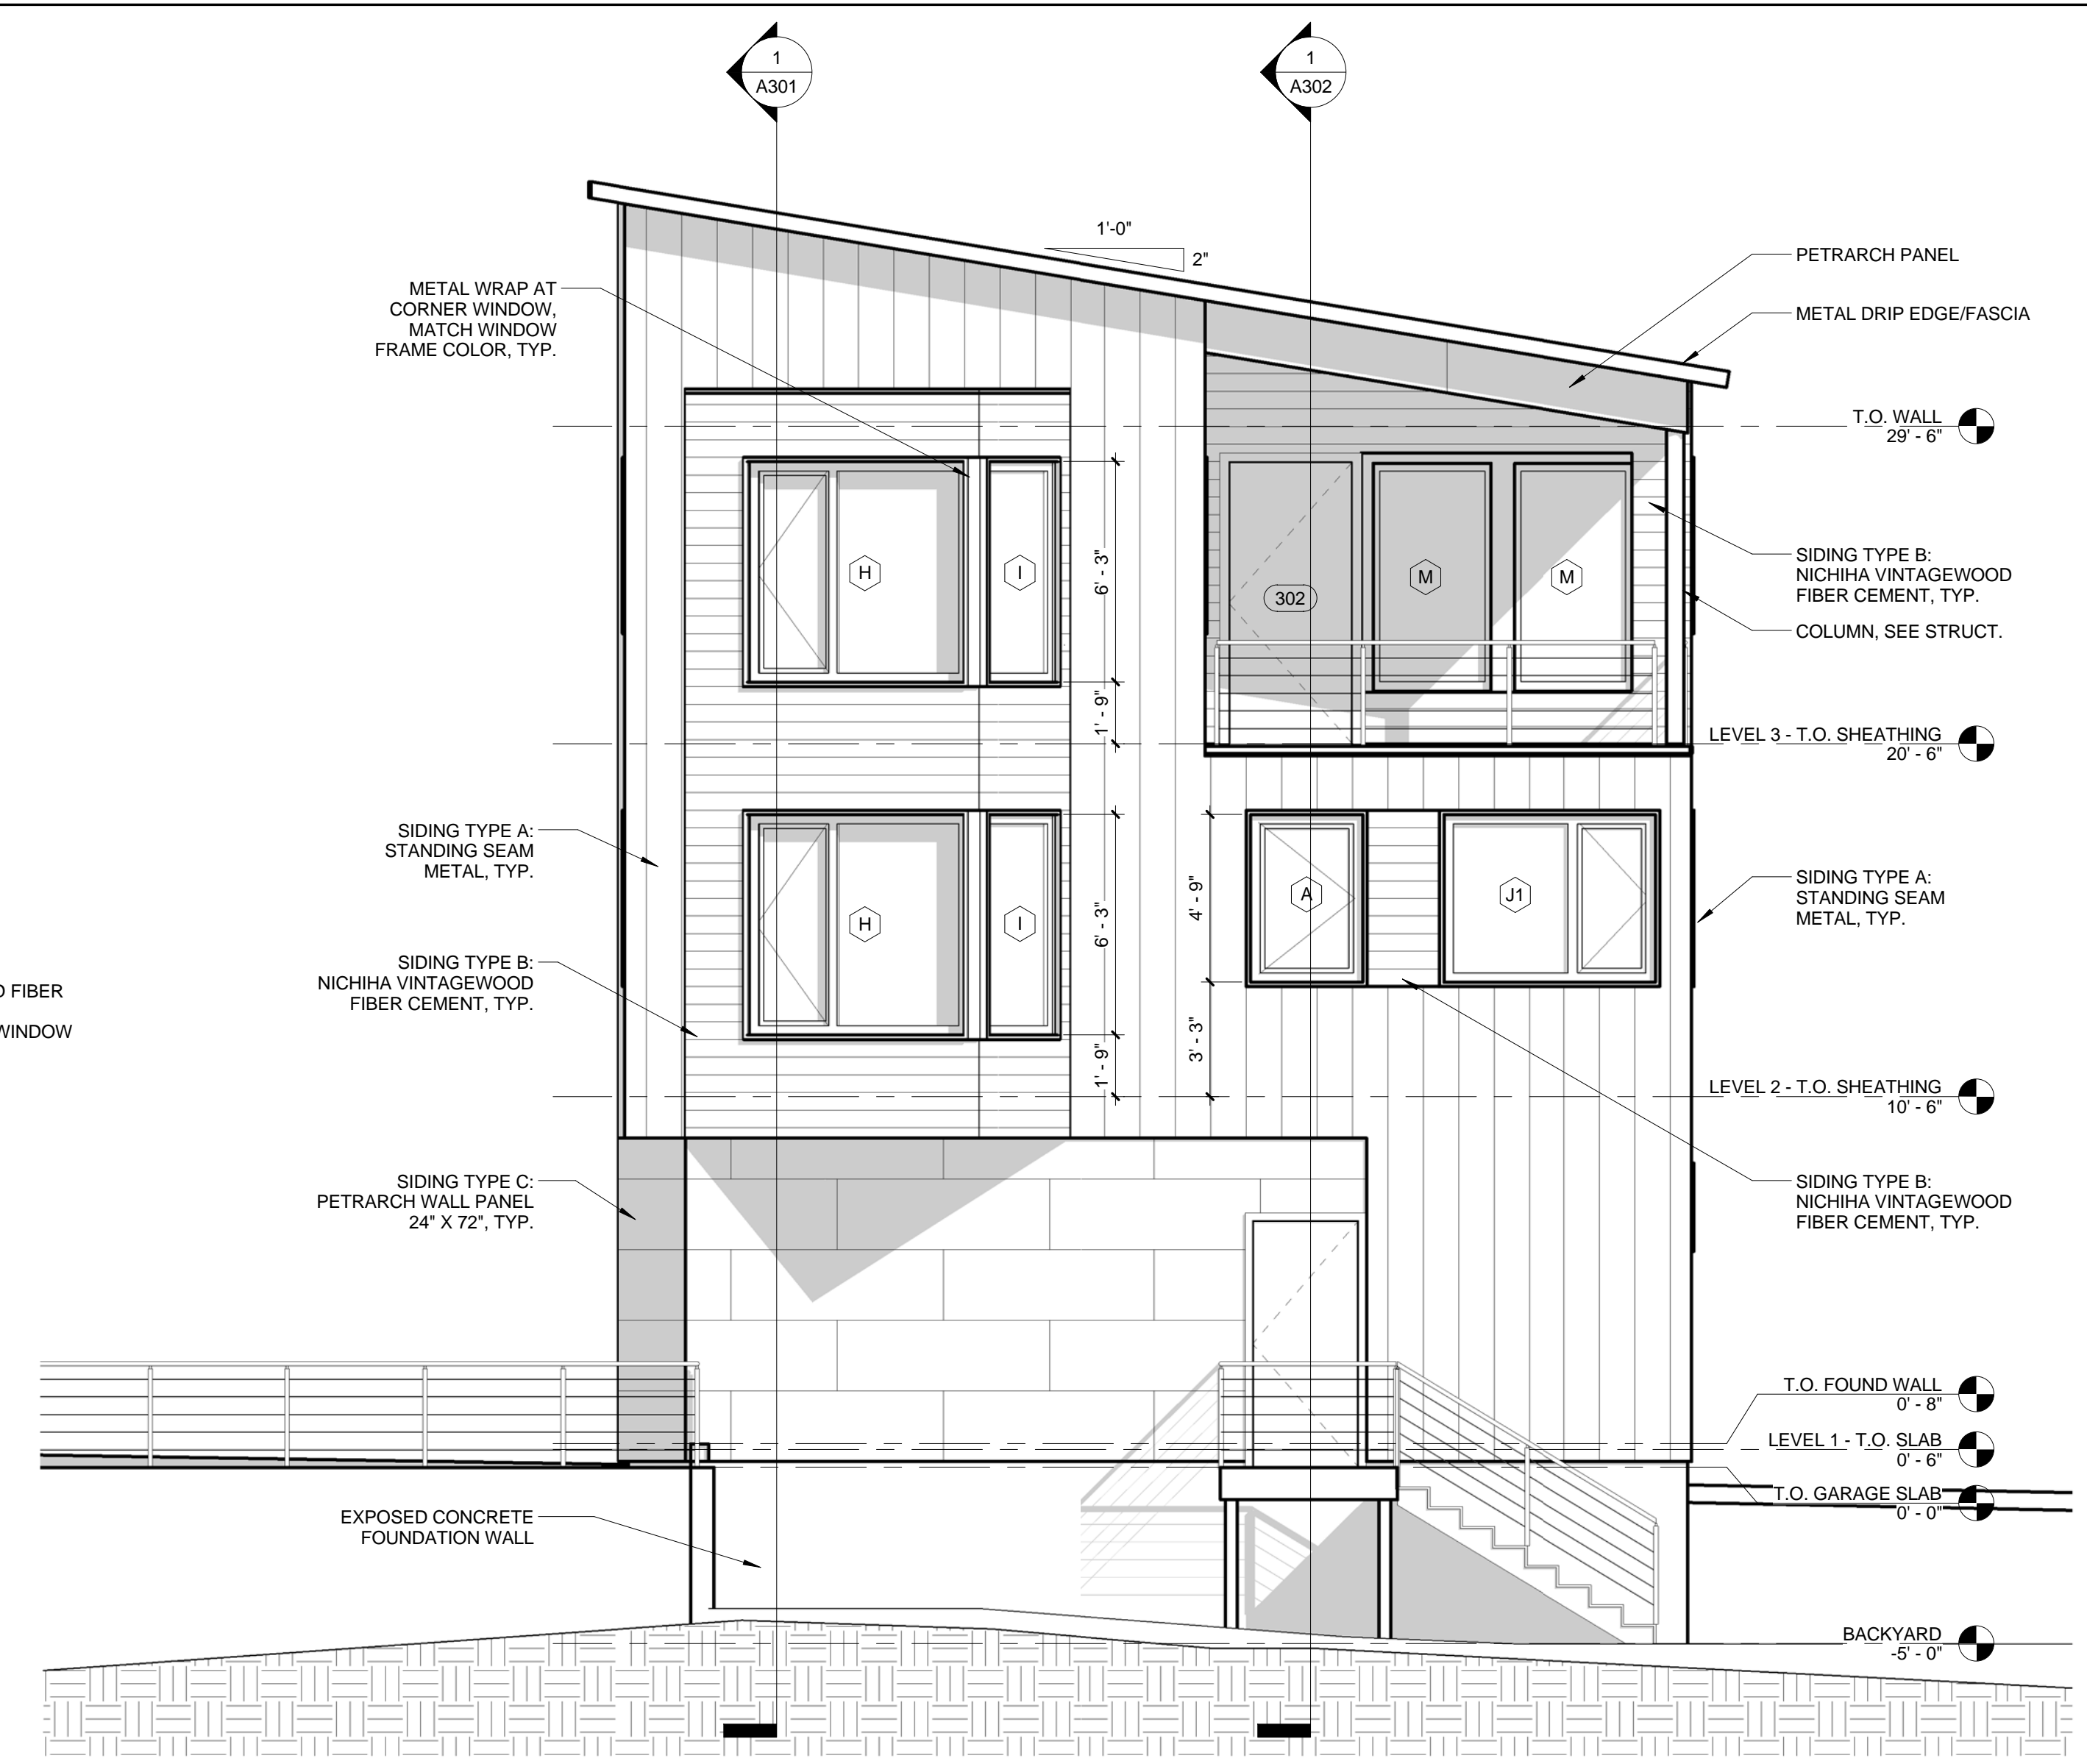 1
A301
1
A302
1'-0"
2"
PETRARCH PANEL
METAL DRIP EDGE/FASCIA
METAL WRAP AT
CORNER WINDOW,
MATCH WINDOW
FRAME COLOR, TYP.
T.O. WALL
29' - 6"
H
I
6' - 3"
302
M
M
SIDING TYPE B:
NICHIHA VINTAGEWOOD
FIBER CEMENT, TYP.
COLUMN, SEE STRUCT.
1' - 9"
LEVEL 3 - T.O. SHEATHING
20' - 6"
SIDING TYPE A:
STANDING SEAM
METAL, TYP.
H
I
6' - 3"
4' - 9"
A
J1
SIDING TYPE A:
STANDING SEAM
METAL, TYP.
SIDING TYPE B:
NICHIHA VINTAGEWOOD
FIBER CEMENT, TYP.
FIBER
WINDOW
1' - 9"
3' - 3"
LEVEL 2 - T.O. SHEATHING
10' - 6"
SIDING TYPE C:
PETRARCH WALL PANEL
24" X 72", TYP.
SIDING TYPE B:
NICHIHA VINTAGEWOOD
FIBER CEMENT, TYP.
T.O. FOUND WALL
0' - 8"
LEVEL 1 - T.O. SLAB
0' - 6"
T.O. GARAGE SLAB
0' - 0"
EXPOSED CONCRETE
FOUNDATION WALL
BACKYARD
-5' - 0"